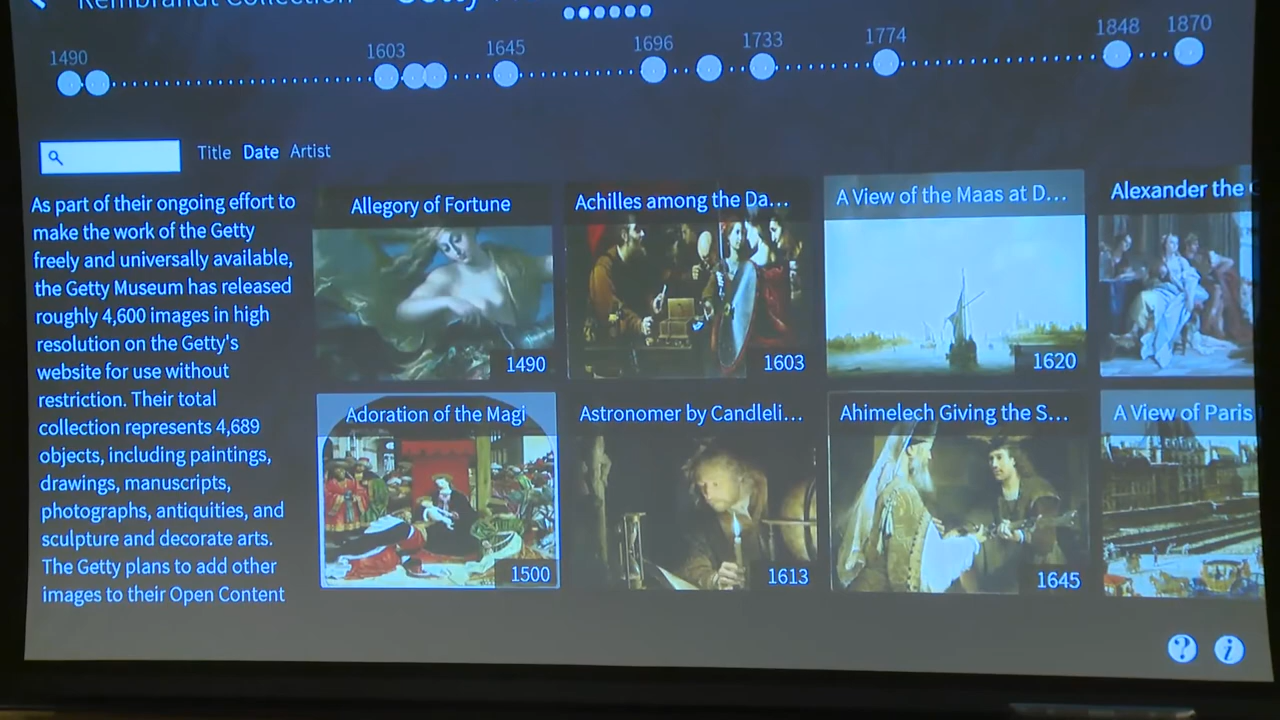 Rembrandt Collection
1490
1603
1645
1696
1733
1774
1848
1870
Title Date Artist
As part of their ongoing effort to
make the work of the Getty
freely and universally available,
the Getty Museum has released
roughly 4,600 images in high
resolution on the Getty's
website for use without
restriction. Their total
collection represents 4,689
objects, including paintings,
drawings, manuscripts,
photographs, antiquities, and
sculpture and decorate arts.
The Getty plans to add other
images to their Open Content
Allegory of Fortune
1490
Achilles among the Da...
1603
A View of the Maas at D...
1620
Alexander the
Adoration of the Magi
1500
Astronomer by Candleli...
1613
Ahimelech Giving the S...
1645
A View of Paris
? i